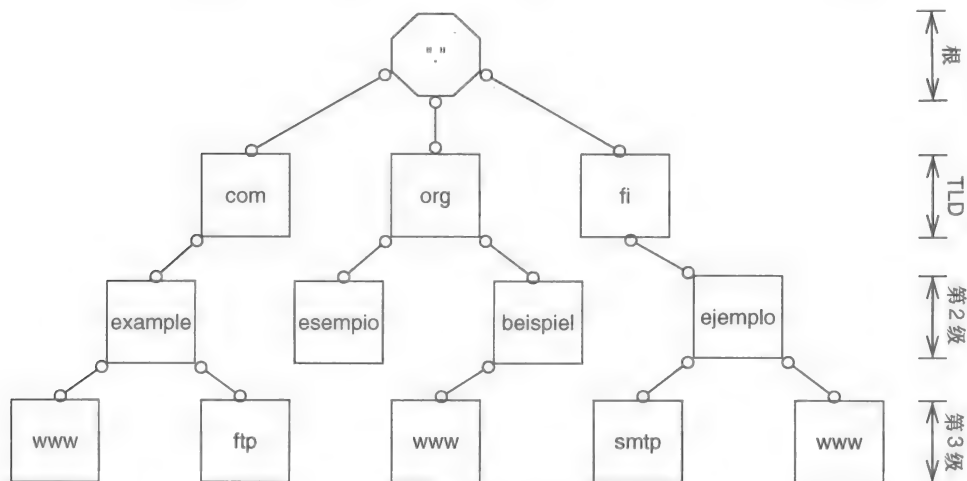 "."
根
com
org
fi
TLD
example
esempio
beispiel
ejemplo
第2级
www
ftp
www
smtp
www
第3级